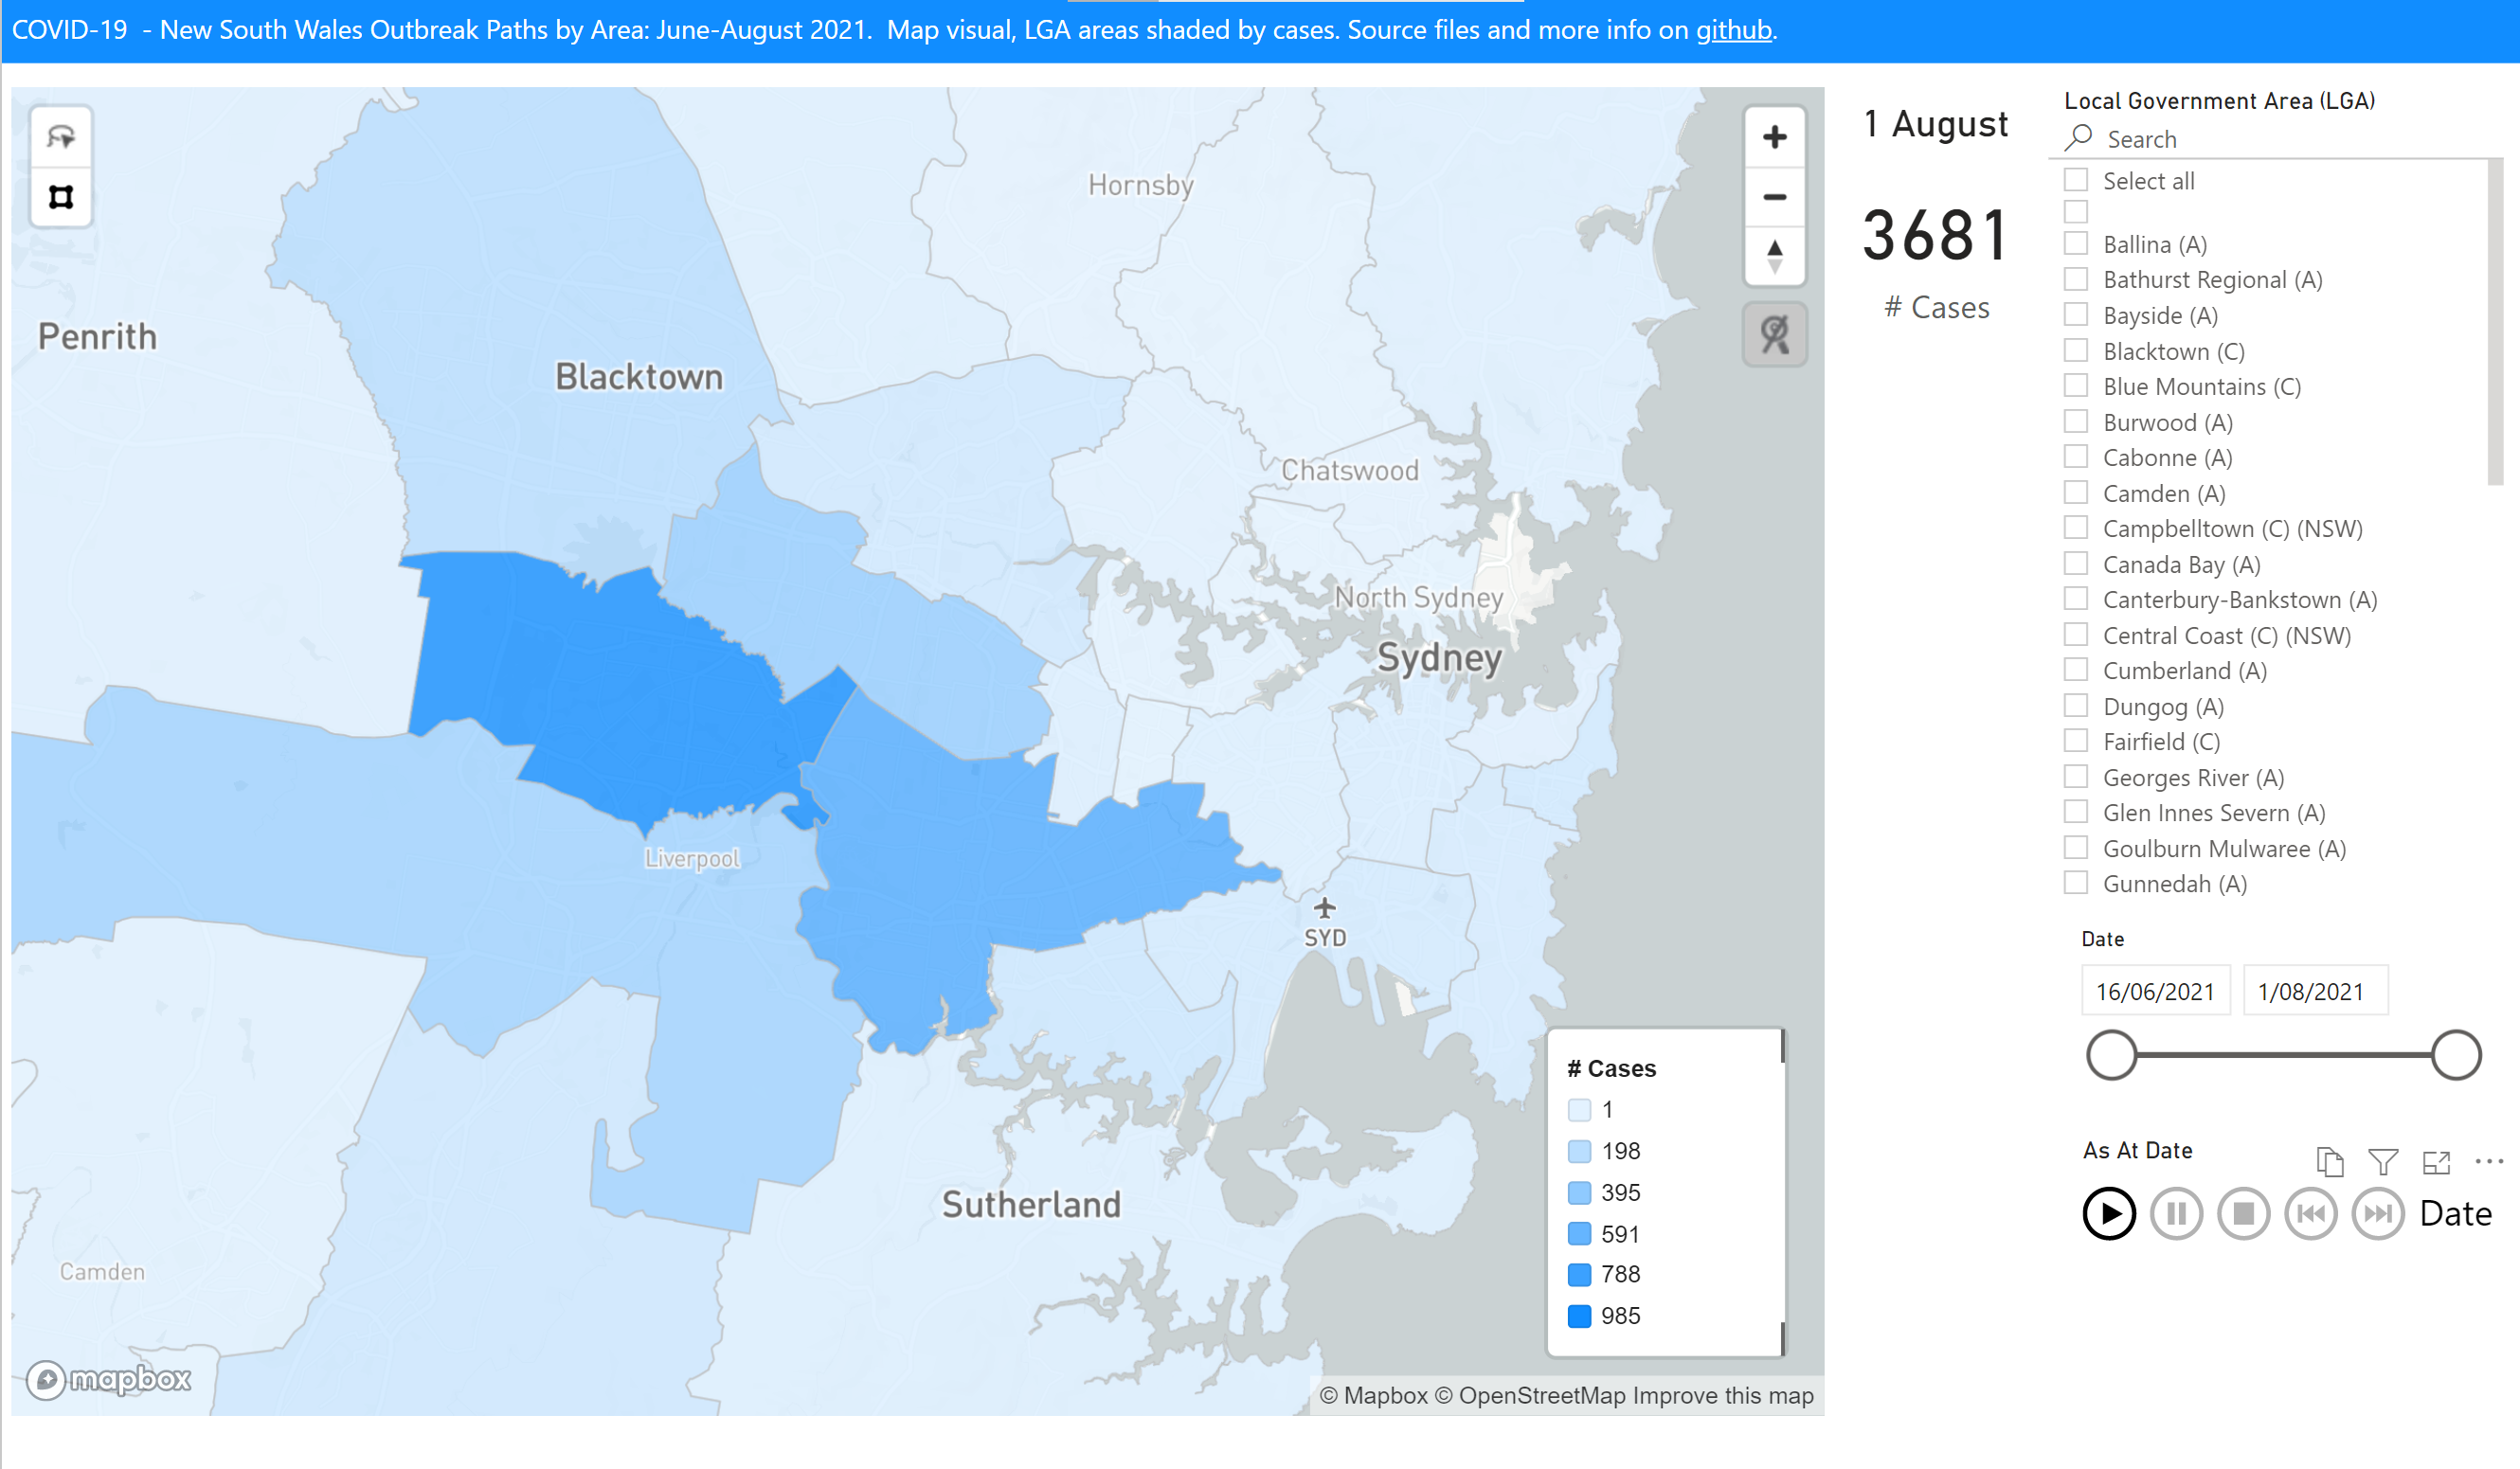 COVID-19  - New South Wales Outbreak Paths by Area: June-August 2021.  Map visual, LGA areas shaded by cases. Source files and more info on github.
Hornsby
Penrith
Blacktown
Chatswood
North Sydney
Sydney
Liverpool
SYD
Sutherland
Camden
# Cases
1
198
395
591
788
985
mapbox
© Mapbox © OpenStreetMap Improve this map
1 August
3681
# Cases
Local Government Area (LGA)
Search
Select all
Ballina (A)
Bathurst Regional (A)
Bayside (A)
Blacktown (C)
Blue Mountains (C)
Burwood (A)
Cabonne (A)
Camden (A)
Campbelltown (C) (NSW)
Canada Bay (A)
Canterbury-Bankstown (A)
Central Coast (C) (NSW)
Cumberland (A)
Dungog (A)
Fairfield (C)
Georges River (A)
Glen Innes Severn (A)
Goulburn Mulwaree (A)
Gunnedah (A)
Date
16/06/2021 1/08/2021
As At Date
Date